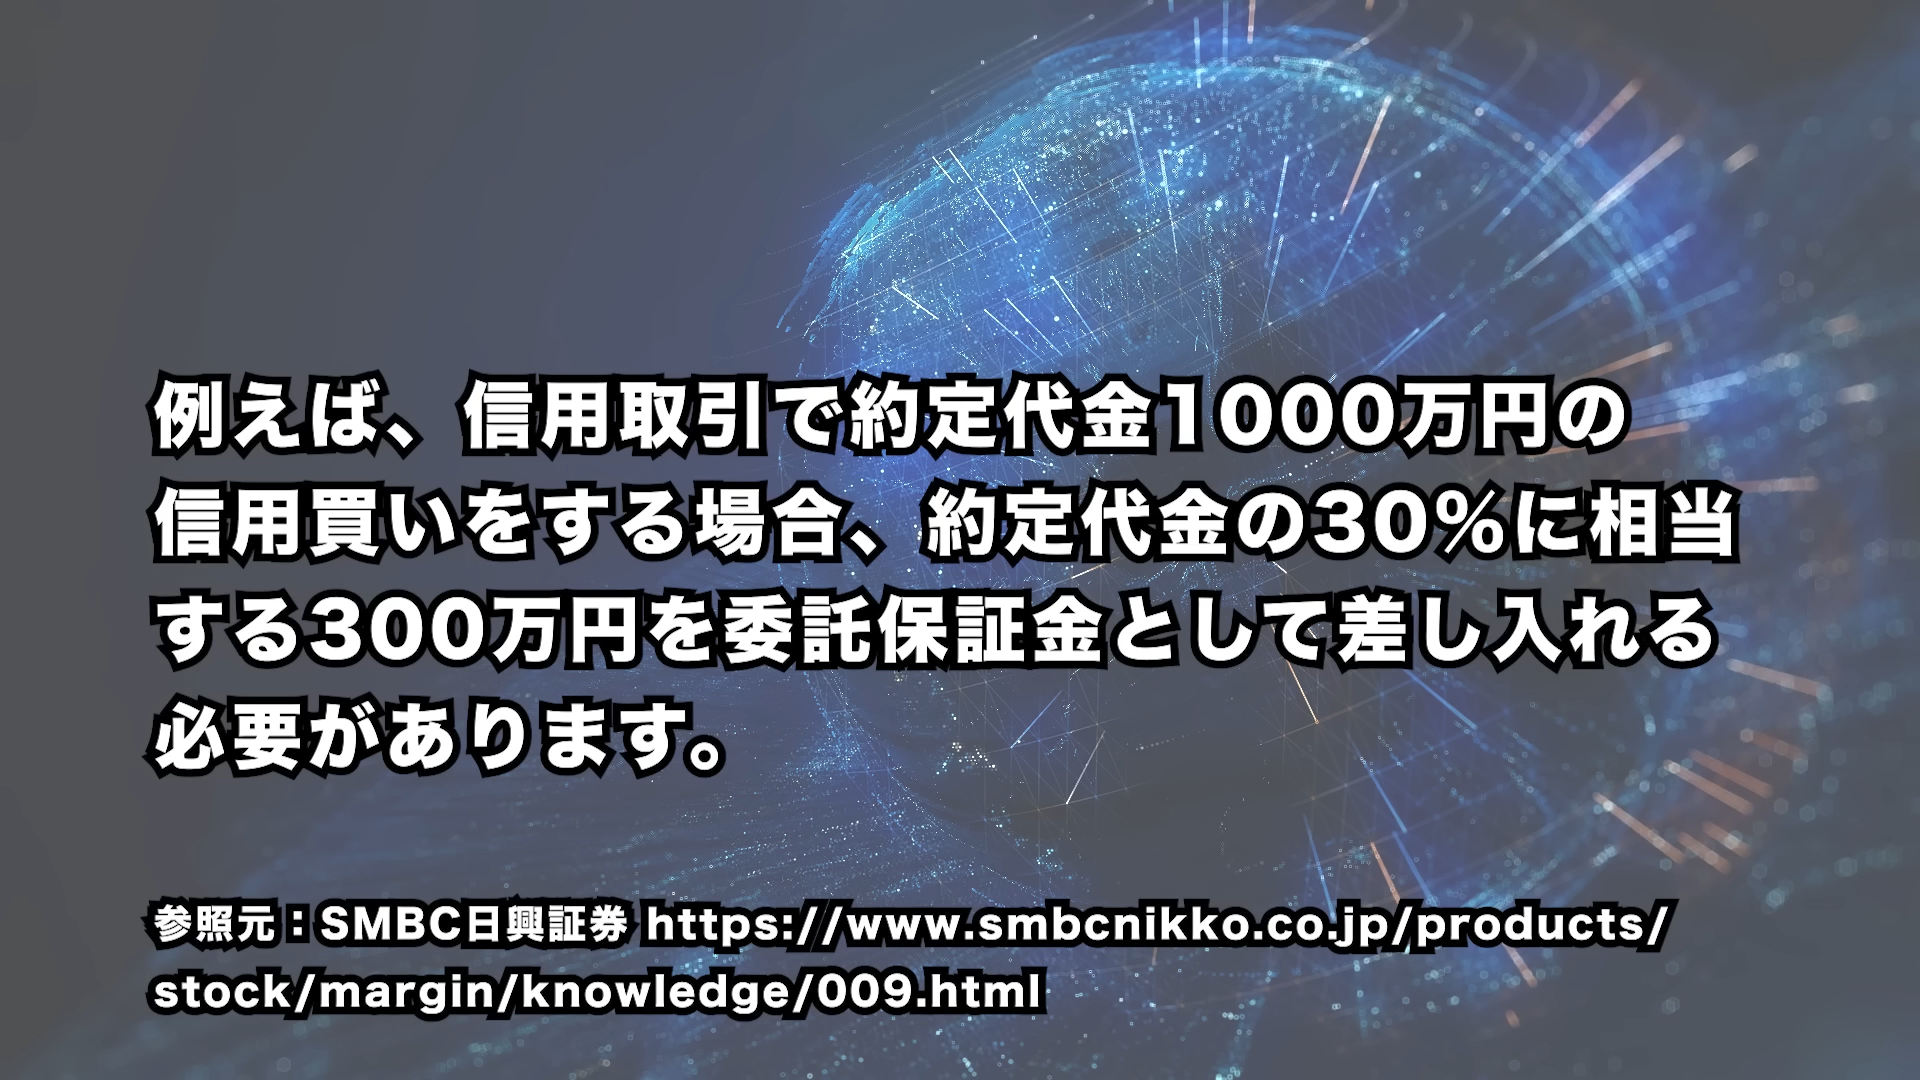 例えば、信用取引で約定代金1000万円の
信用買いをする場合、約定代金の30%に相当
する300万円を委託保証金として差し入れる
必要があります。
参照元：SMBC日興証券 https://www.smbcnikko.co.jp/products/
stock/margin/knowledge/009.html